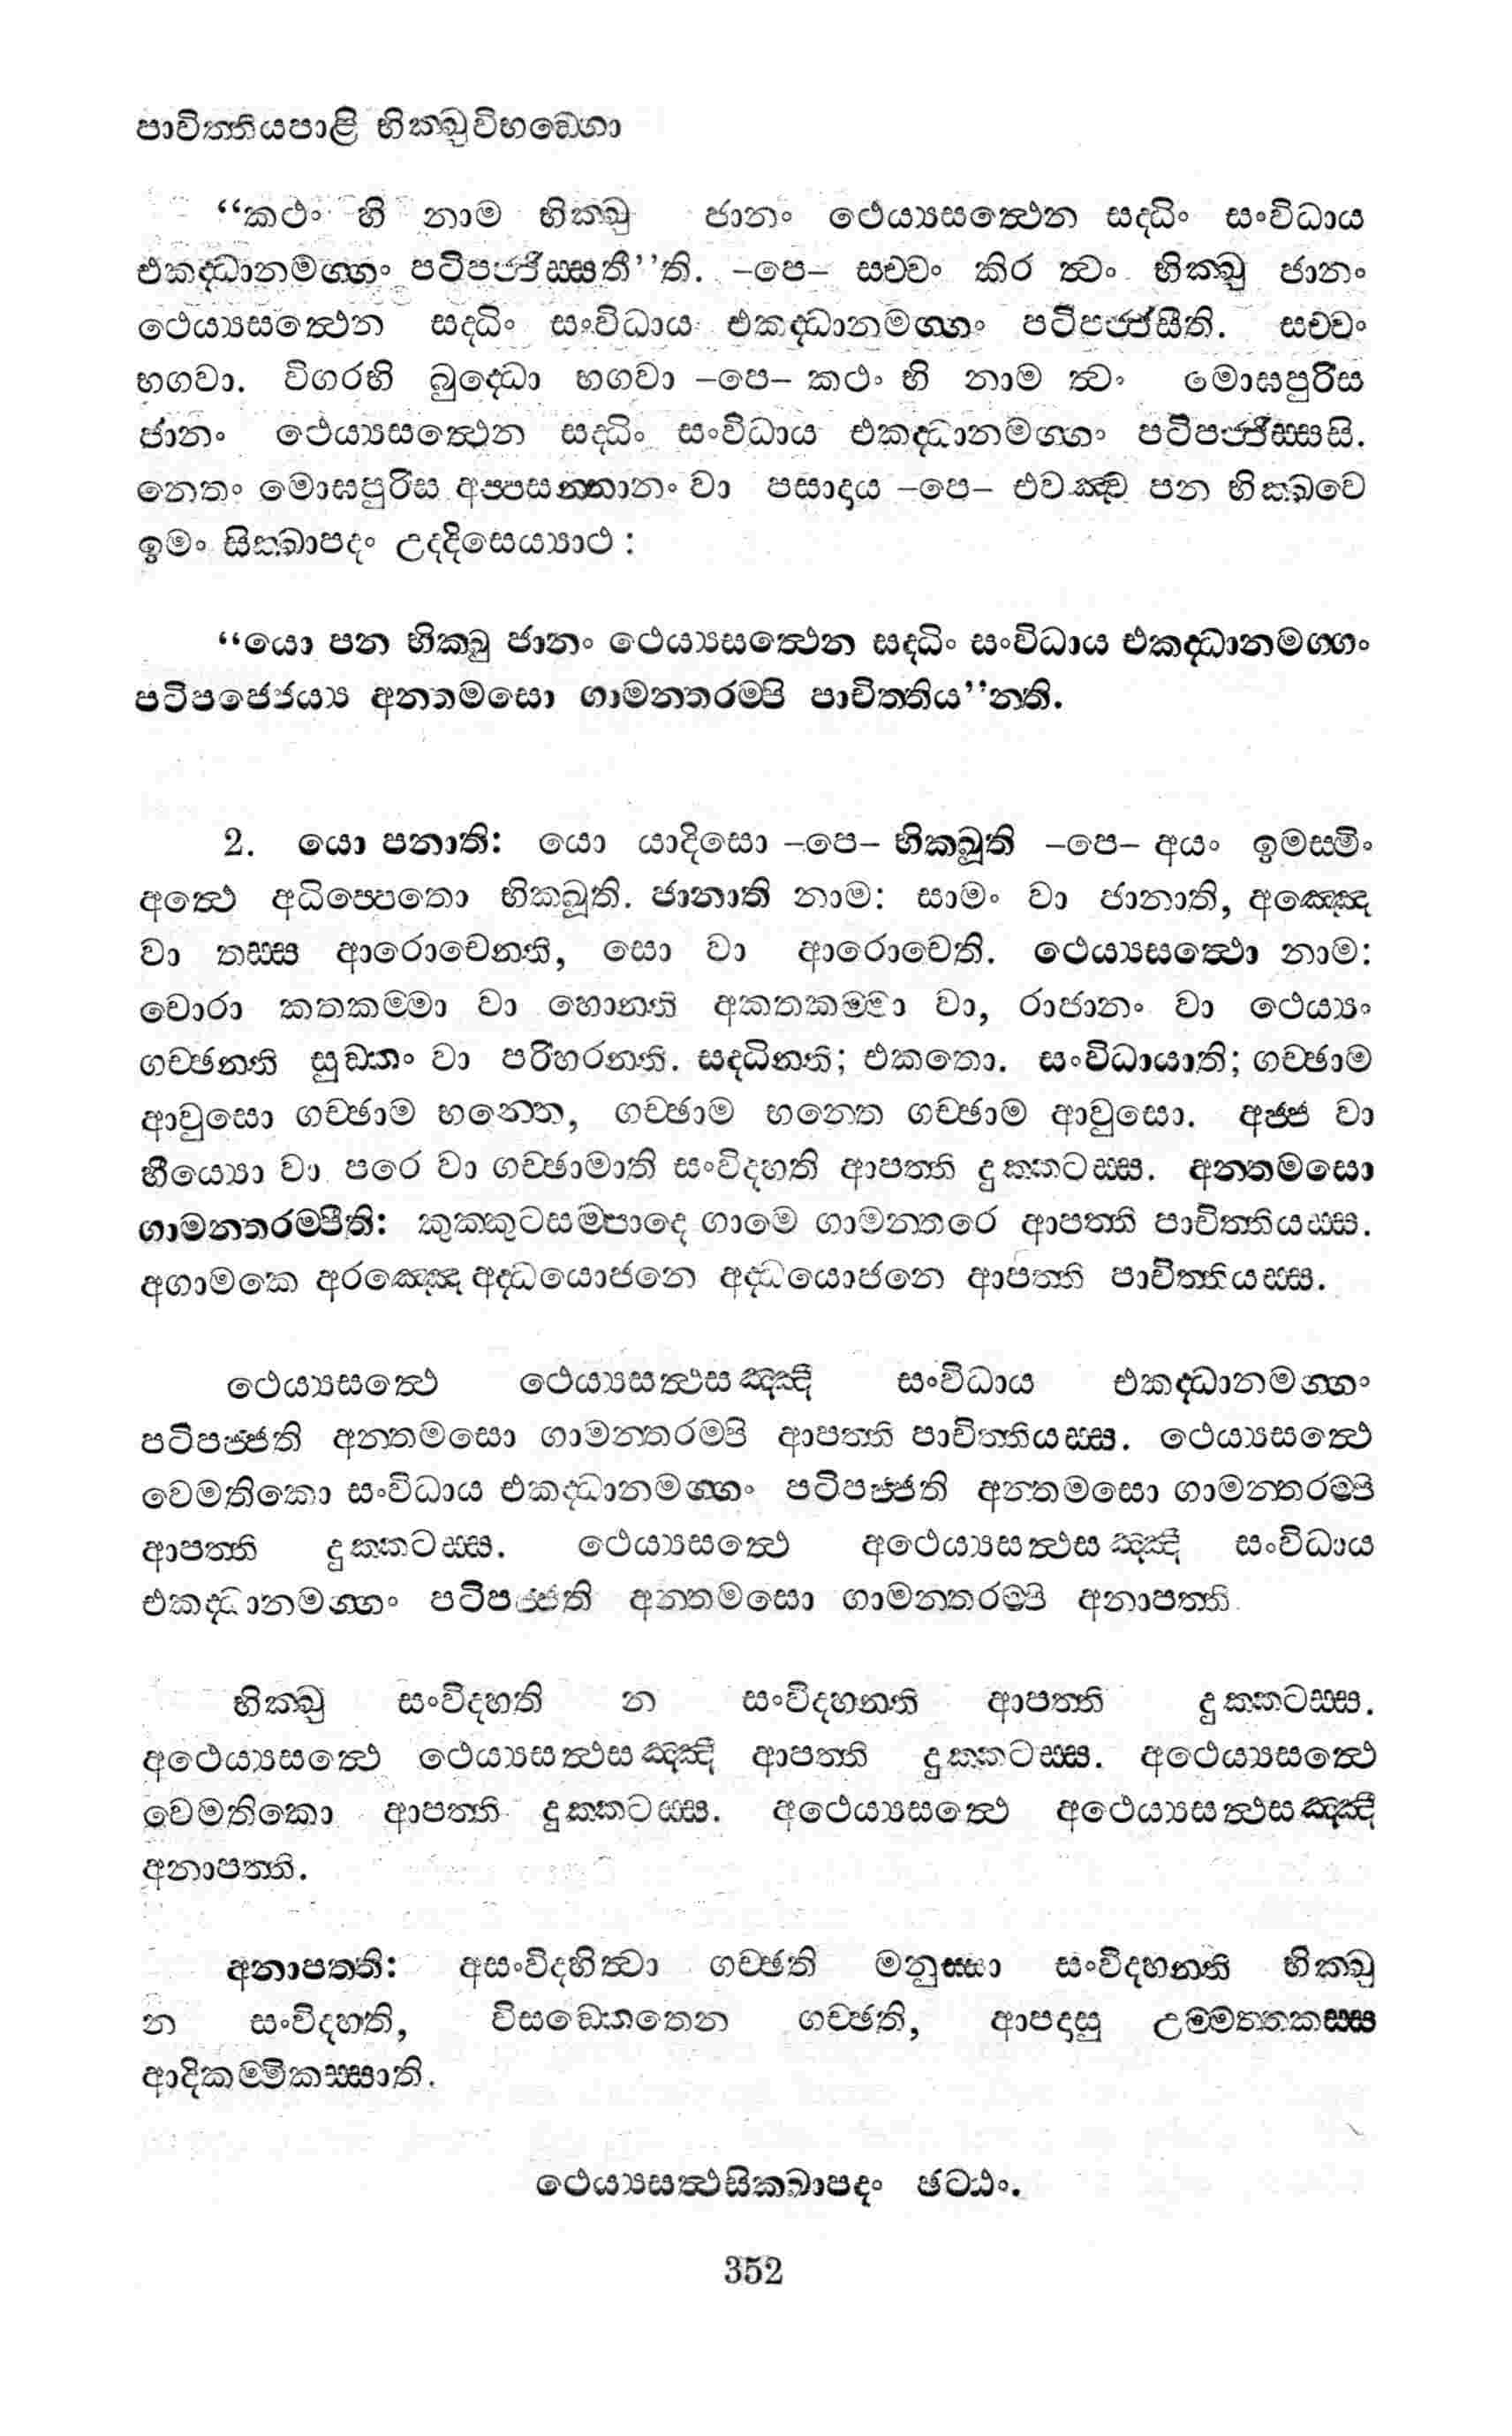 පාචිත්තියපාළි භික්ඛුවිභඞ්ගො
“කථං හි නාම භික්ඛු ජානං ථෙය්‍යසත්ථෙන සද්ධිං සංවිධාය
එකද්ධානමග්ගං පටිපජ්ජිස්සතී”ති. –පෙ– සච්චං කිර ත්‍වං භික්ඛු ජානං
ථෙය්‍යසත්ථෙන සද්ධිං සංවිධාය එකද්ධානමග්ගං පටිපජ්ජසීති. සච්චං
භගවා. විගරහි බුද්ධො භගවා –පෙ– කථං හි නාම ත්‍වං මොඝපුරිස
ජානං ථෙය්‍යසත්ථෙන සද්ධිං සංවිධාය එකද්ධානමග්ගං පටිපජ්ජිස්සසි.
නෙතං මොඝපුරිස අප්පසන්නානං වා පසාදාය –පෙ– එවඤ්ච පන භික්ඛවෙ
ඉමං සික්ඛාපදං උද්දිසෙය්‍යාථ :
“යො පන භික්ඛු ජානං ථෙය්‍යසත්ථෙන සද්ධිං සංවිධාය එකද්ධානමග්ගං
පටිපජ්ජෙය්‍ය අන්තමසො ගාමන්තරම්පි පාචිත්තිය”න්ති.
2. යො පනාති: යො යාදිසො –පෙ– භික්ඛූති –පෙ– අයං ඉමස්මිං
අත්ථෙ අධිප්පෙතො භික්ඛූති. ජානාති නාම: සාමං වා ජානාති, අඤ්ඤෙ
වා තස්ස ආරොචෙන්ති, සො වා ආරොචෙති. ථෙය්‍යසත්ථො නාම:
චොරා කතකම්මා වා හොන්ති අකතකම්මා වා, රාජානං වා ථෙය්‍යං
ගච්ඡන්ති සුඞ්කං වා පරිහරන්ති. සද්ධින්ති; එකතො. සංවිධායාති; ගච්ඡාම
ආවුසො ගච්ඡාම භන්තෙ, ගච්ඡාම භන්තෙ ගච්ඡාම ආවුසො. අජ්ජ වා
හීය්‍යො වා පරෙ වා ගච්ඡාමාති සංවිදහති ආපත්ති දුක්කටස්ස. අන්තමසො
ගාමන්තරම්පීති: කුක්කුටසම්පාදෙ ගාමෙ ගාමන්තරෙ ආපත්ති පාචිත්තියස්ස.
අගාමකෙ අරඤ්ඤෙ අද්ධයොජනෙ අද්ධයොජනෙ ආපත්ති පාචිත්තියස්ස.
ථෙය්‍යසත්ථෙ ථෙය්‍යසත්ථසඤ්ඤී සංවිධාය එකද්ධානමග්ගං
පටිපජ්ජති අන්තමසො ගාමන්තරම්පි ආපත්ති පාචිත්තියස්ස. ථෙය්‍යසත්ථෙ
වෙමතිකො සංවිධාය එකද්ධානමග්ගං පටිපජ්ජති අන්තමසො ගාමන්තරම්පි
ආපත්ති දුක්කටස්ස. ථෙය්‍යසත්ථෙ අථෙය්‍යසත්ථසඤ්ඤී සංවිධාය
එකද්ධානමග්ගං පටිපජ්ජති අන්තමසො ගාමන්තරම්පි අනාපත්ති.
භික්ඛු සංවිදහති න සංවිදහන්ති ආපත්ති දුක්කටස්ස.
අථෙය්‍යසත්ථෙ ථෙය්‍යසත්ථසඤ්ඤී ආපත්ති දුක්කටස්ස. අථෙය්‍යසත්ථෙ
වෙමතිකො ආපත්ති දුක්කටස්ස. අථෙය්‍යසත්ථෙ අථෙය්‍යසත්ථසඤ්ඤී
අනාපත්ති.
අනාපත්ති: අසංවිදහිත්‍වා ගච්ඡති මනුස්සා සංවිදහන්ති භික්ඛු
න සංවිදහති, විසඞ්කෙතෙන ගච්ඡති, ආපදාසු උම්මත්තකස්ස
ආදිකම්මිකස්සාති.
ථෙය්‍යසත්ථසික්ඛාපදං ඡට්ඨං.
352